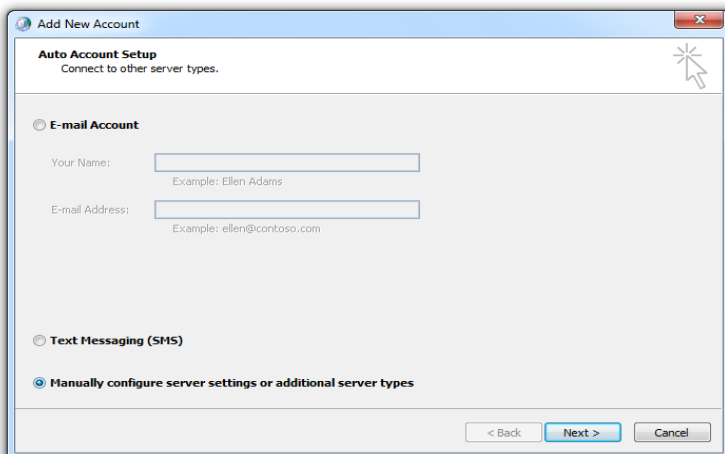 Add New Account
Auto Account Setup
Connect to other server types.
E-mail Account
Your Name:
Example: Ellen Adams
E-mail Address:
Example: ellen@contoso.com
Text Messaging (SMS)
Manually configure server settings or additional server types
< Back Next > Cancel